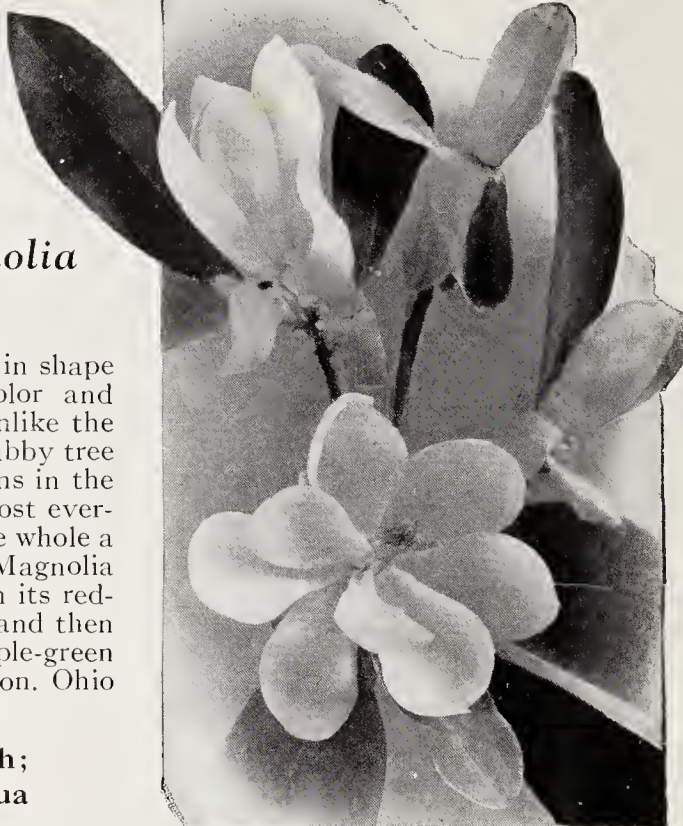 olia
in shape
olor and
nlike the
ubby tree
ns in the
ost ever-
e whole a
Magnolia
n its red-
and then
ple-green
on. Ohio
h;
ua